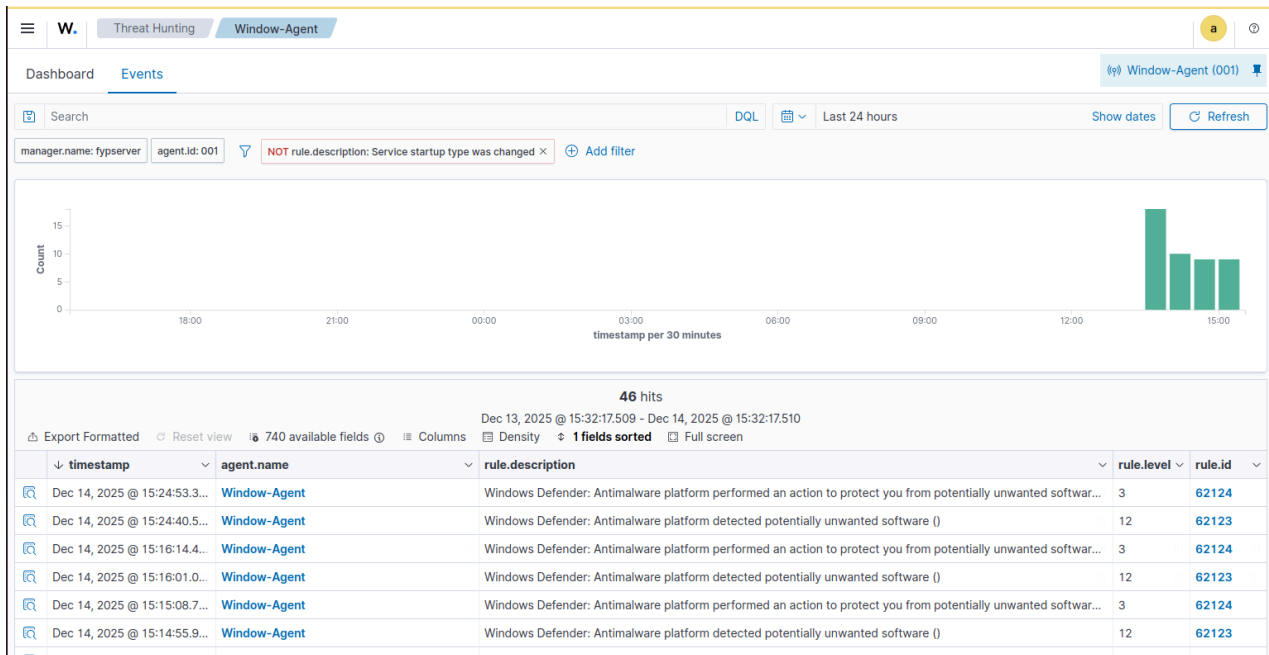 W. Threat Hunting Window-Agent a
Dashboard Events Window-Agent (001)
Search DQL Last 24 hours Show dates Refresh
manager.name: fypserver agent.id: 001 NOT rule.description: Service startup type was changed × Add filter
Count
15
10
5
0
18:00 21:00 00:00 03:00 06:00 09:00 12:00 15:00
timestamp per 30 minutes
46 hits
Dec 13, 2025 @ 15:32:17.509 - Dec 14, 2025 @ 15:32:17.510
Export Formatted Reset view 740 available fields Columns Density 1 fields sorted Full screen
timestamp agent.name rule.description rule.level rule.id
Dec 14, 2025 @ 15:24:53.3... Window-Agent Windows Defender: Antimalware platform performed an action to protect you from potentially unwanted softwar... 3 62124
Dec 14, 2025 @ 15:24:40.5... Window-Agent Windows Defender: Antimalware platform detected potentially unwanted software () 12 62123
Dec 14, 2025 @ 15:16:14.4... Window-Agent Windows Defender: Antimalware platform performed an action to protect you from potentially unwanted softwar... 3 62124
Dec 14, 2025 @ 15:16:01.0... Window-Agent Windows Defender: Antimalware platform detected potentially unwanted software () 12 62123
Dec 14, 2025 @ 15:15:08.7... Window-Agent Windows Defender: Antimalware platform performed an action to protect you from potentially unwanted softwar... 3 62124
Dec 14, 2025 @ 15:14:55.9... Window-Agent Windows Defender: Antimalware platform detected potentially unwanted software () 12 62123